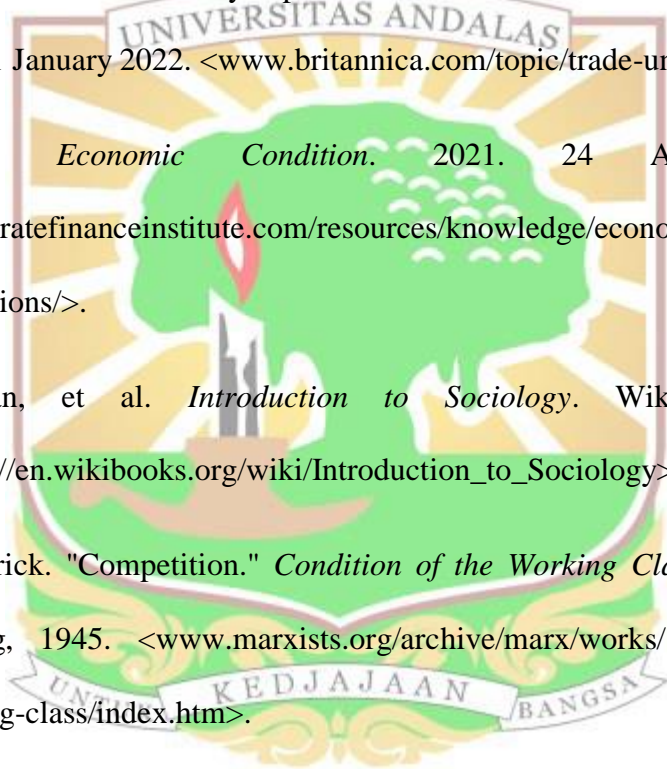 UNIVERSITAS ANDALAS
January 2022. <www.britannica.com/topic/trade-un
Economic Condition. 2021. 24 A
ratefinanceinstitute.com/resources/knowledge/econo
ions/>.
n, et al. Introduction to Sociology. Wik
//en.wikibooks.org/wiki/Introduction_to_Sociology>
rick. "Competition." Condition of the Working Cla
g, 1945. <www.marxists.org/archive/marx/works/
g-class/index.htm>.
UNTUK KEDJAJAAN BANGSA